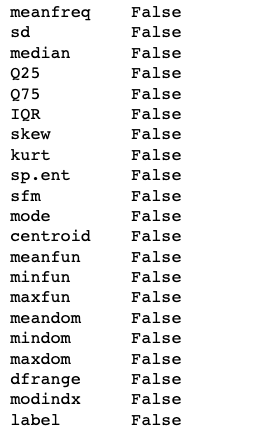 meanfreq False
sd False
median False
Q25 False
Q75 False
IQR False
skew False
kurt False
sp.ent False
sfm False
mode False
centroid False
meanfun False
minfun False
maxfun False
meandom False
mindom False
maxdom False
dfrange False
modindx False
label False